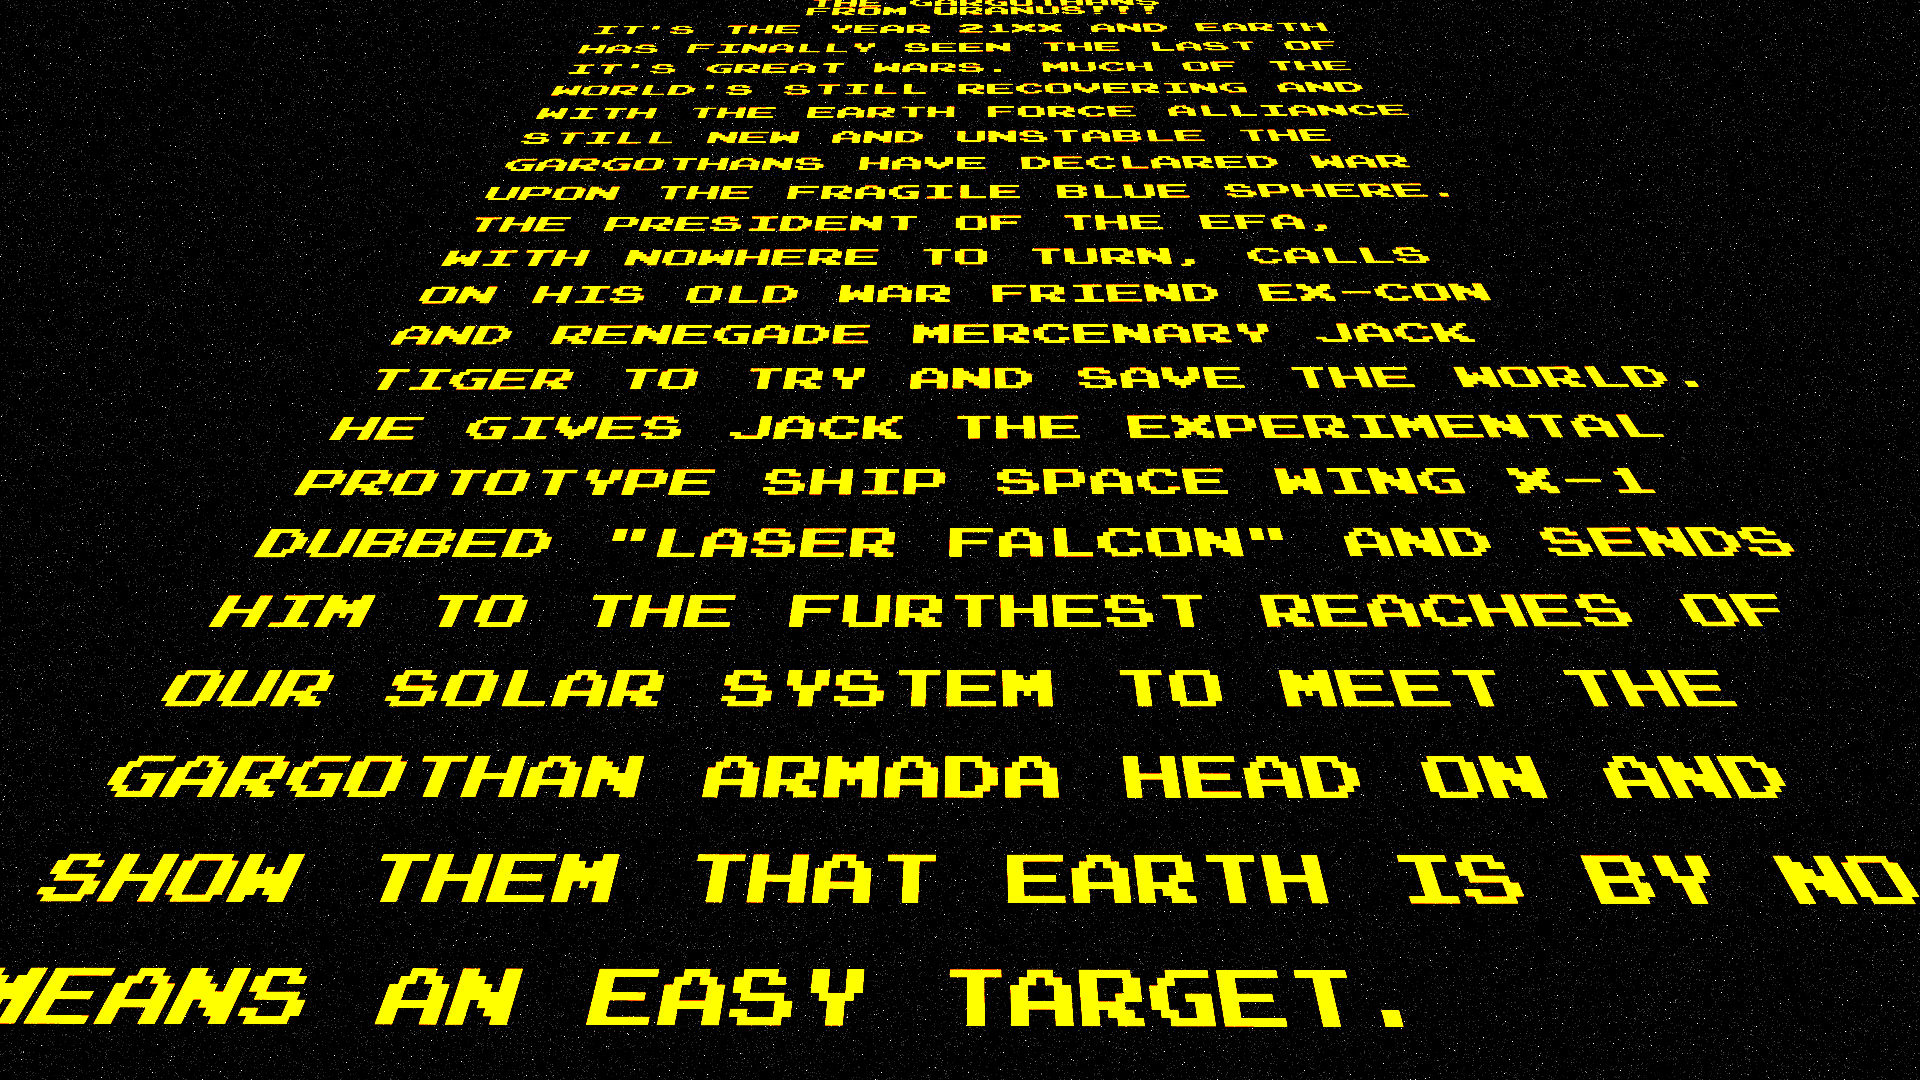 THE GARGOTHANS
FROM URANUS!!!
IT'S THE YEAR 21XX AND EARTH
HAS FINALLY SEEN THE LAST OF
IT'S GREAT WARS. MUCH OF THE
WORLD'S STILL RECOVERING AND
WITH THE EARTH FORCE ALLIANCE
STILL NEW AND UNSTABLE THE
GARGOTHANS HAVE DECLARED WAR
UPON THE FRAGILE BLUE SPHERE.
THE PRESIDENT OF THE EFA,
WITH NOWHERE TO TURN, CALLS
ON HIS OLD WAR FRIEND EX-CON
AND RENEGADE MERCENARY JACK
TIGER TO TRY AND SAVE THE WORLD.
HE GIVES JACK THE EXPERIMENTAL
PROTOTYPE SHIP SPACE WING X-1
DUBBED "LASER FALCON" AND SENDS
HIM TO THE FURTHEST REACHES OF
OUR SOLAR SYSTEM TO MEET THE
GARGOTHAN ARMADA HEAD ON AND
SHOW THEM THAT EARTH IS BY NO
MEANS AN EASY TARGET.